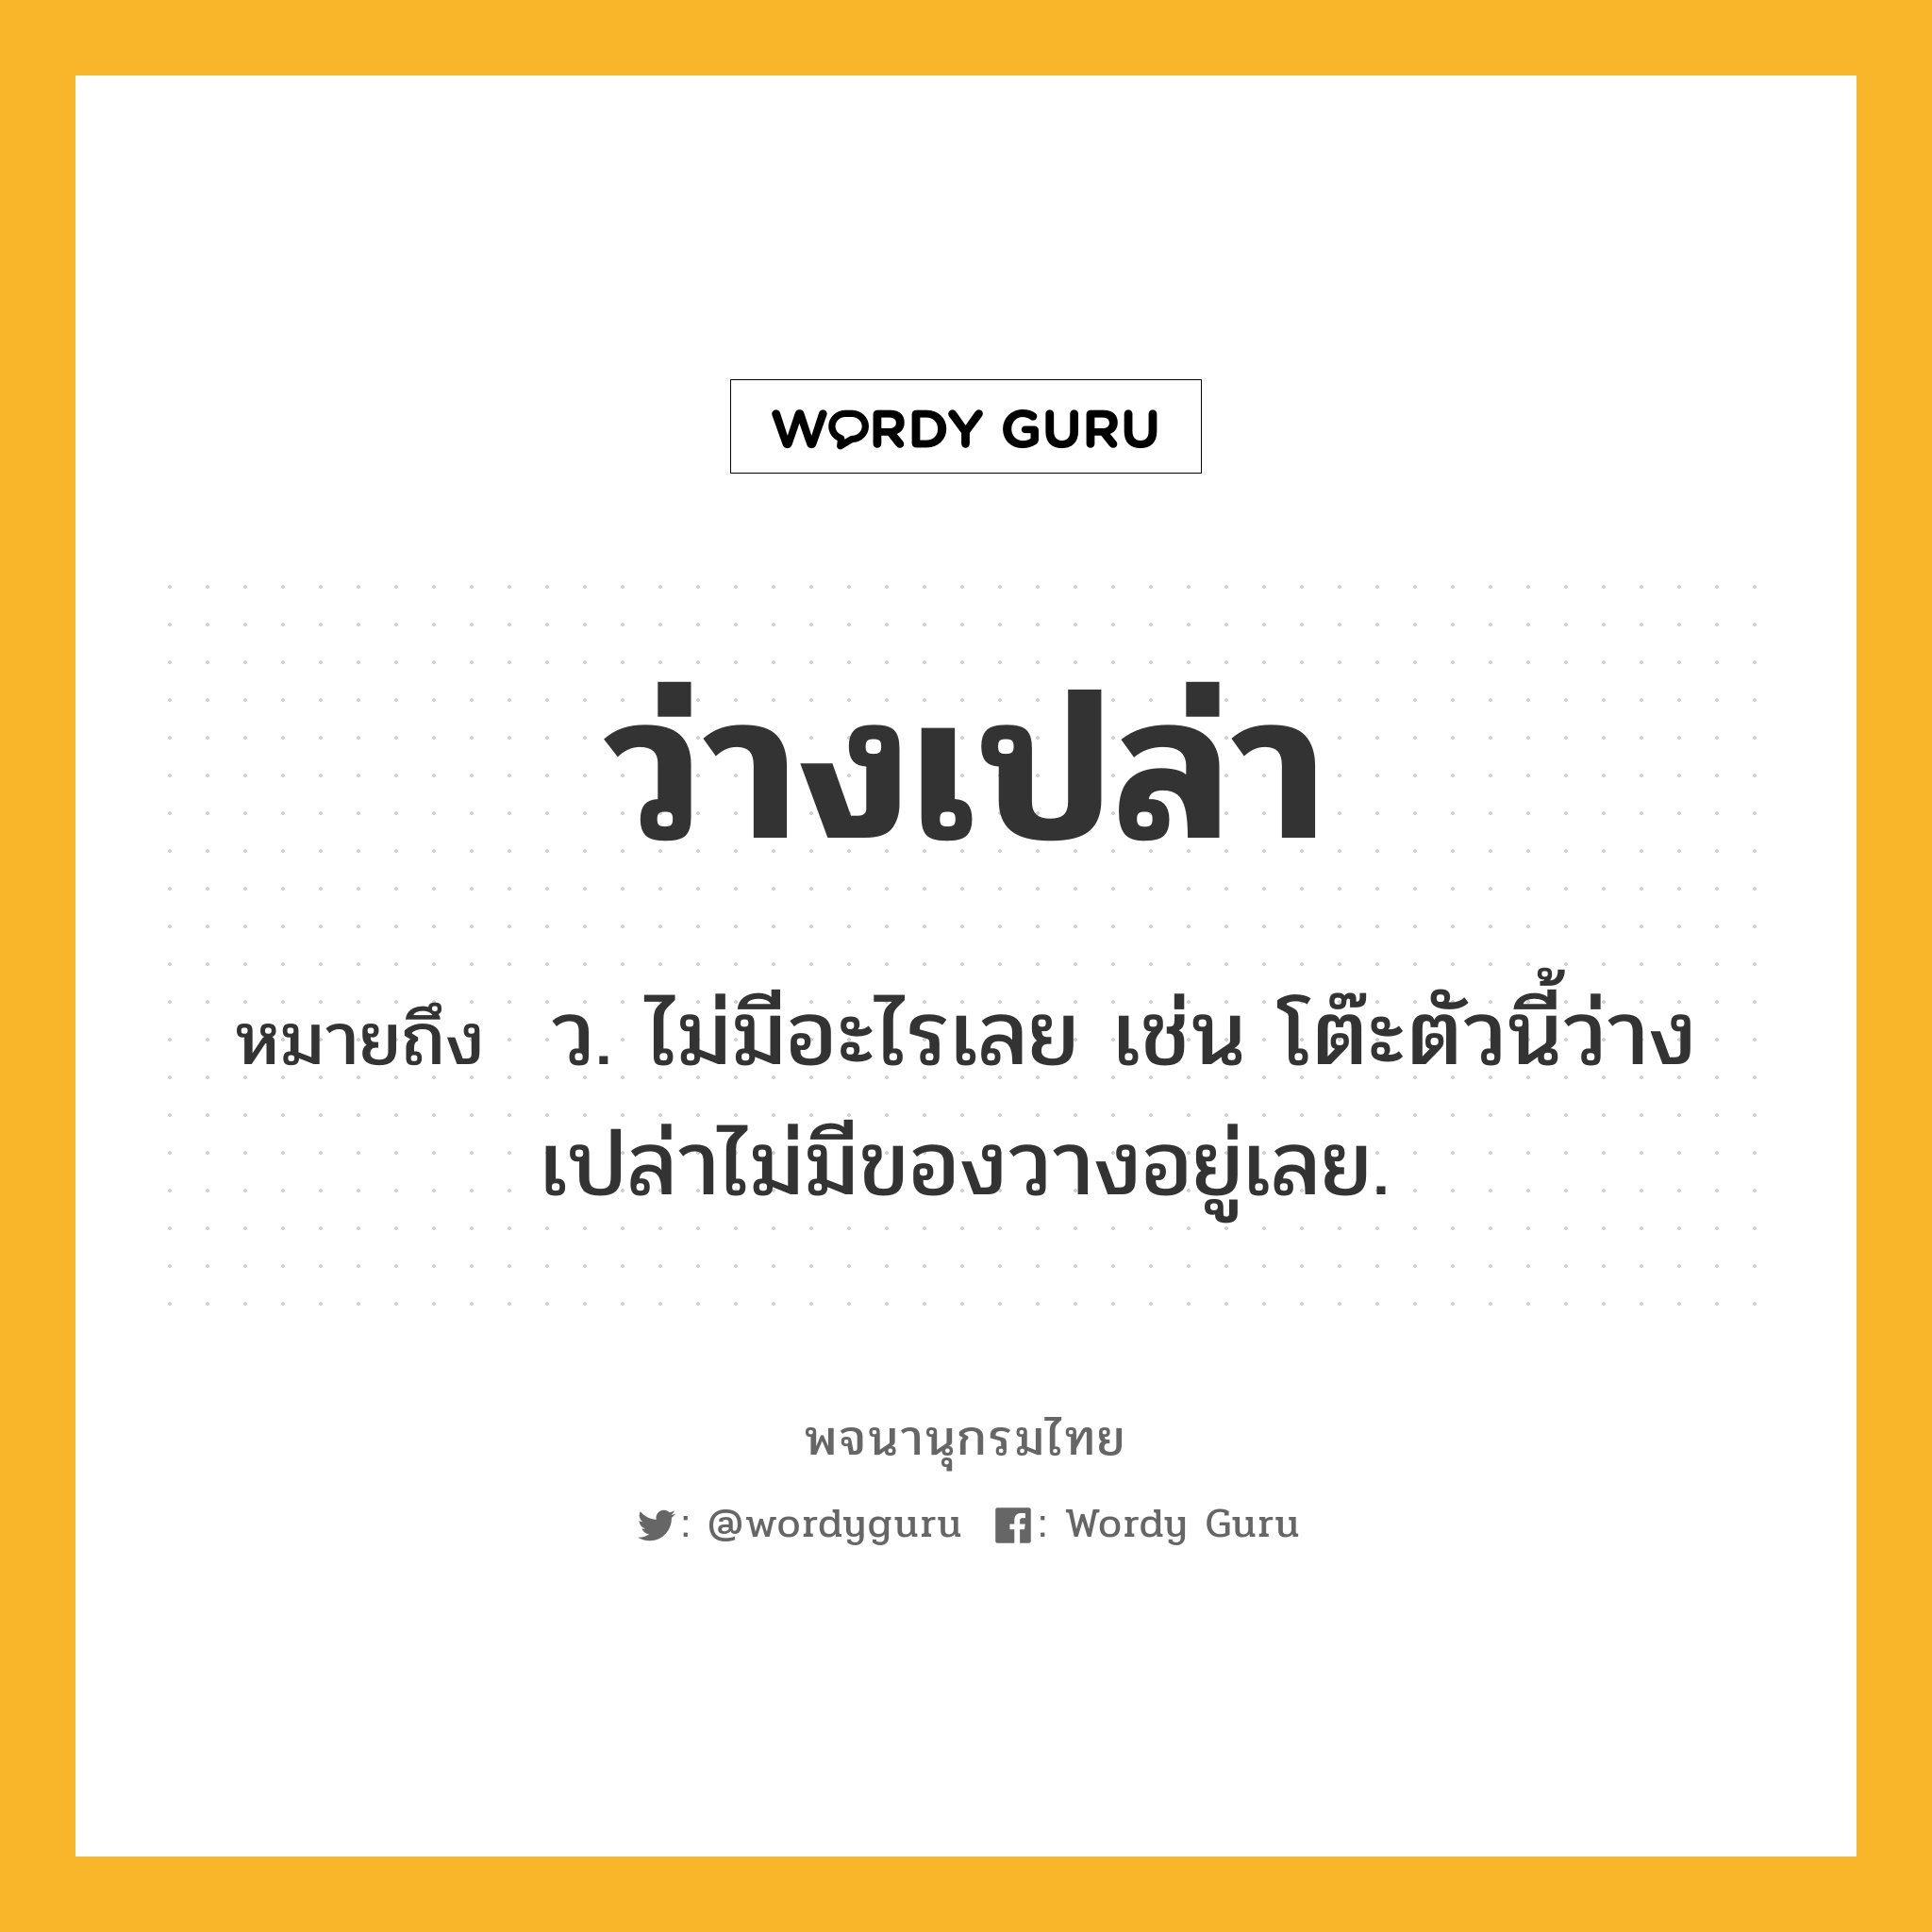 WORDY GURU
ว่างเปล่า
หมายถึง ว. ไม่มีอะไรเลย เช่น โต๊ะตัวนี้ว่าง
เปล่าไม่มีของวางอยู่เลย.
พจนานุกรมไทย
: @wordyguru : Wordy Guru